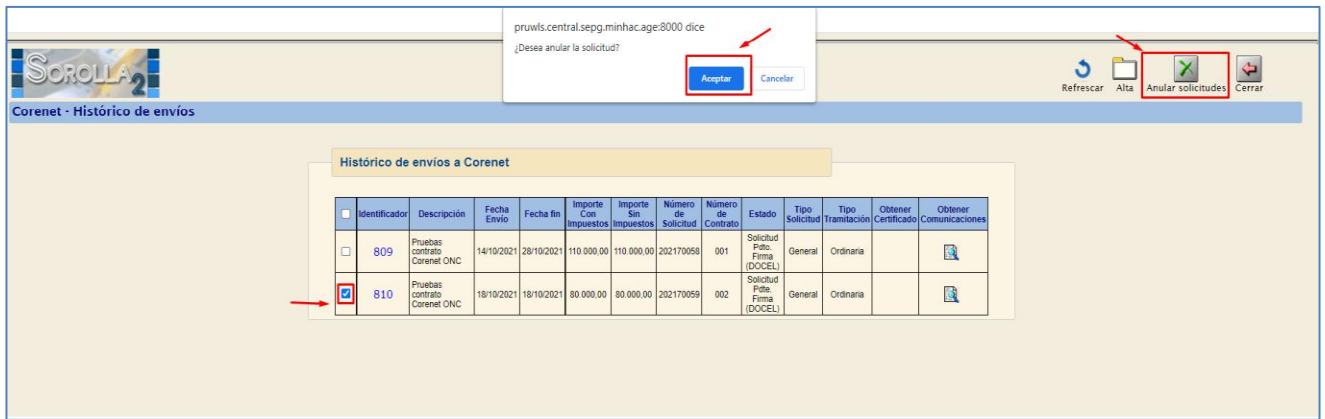 pruwls.central.sepg.minhac.age:8000 dice
¿Desea anular la solicitud?
Aceptar Cancelar
SOROLLA2
Refrescar Alta Anular solicitudes Cerrar
Corenet - Histórico de envíos
Histórico de envíos a Corenet
Identificador Descripción Fecha Envío Fecha fin Importe Con Impuestos Importe Sin Impuestos Número de Solicitud Número de Contrato Estado Tipo Solicitud Tipo Tramitación Obtener Certificado Obtener Comunicaciones
809 Pruebas contrato Corenet ONC 14/10/2021 28/10/2021 110.000,00 110.000,00 202170058 001 Solicitud Pdto. Firma (DOCEL) General Ordinaria
810 Pruebas contrato Corenet ONC 18/10/2021 18/10/2021 80.000,00 80.000,00 202170059 002 Solicitud Pdte. Firma (DOCEL) General Ordinaria